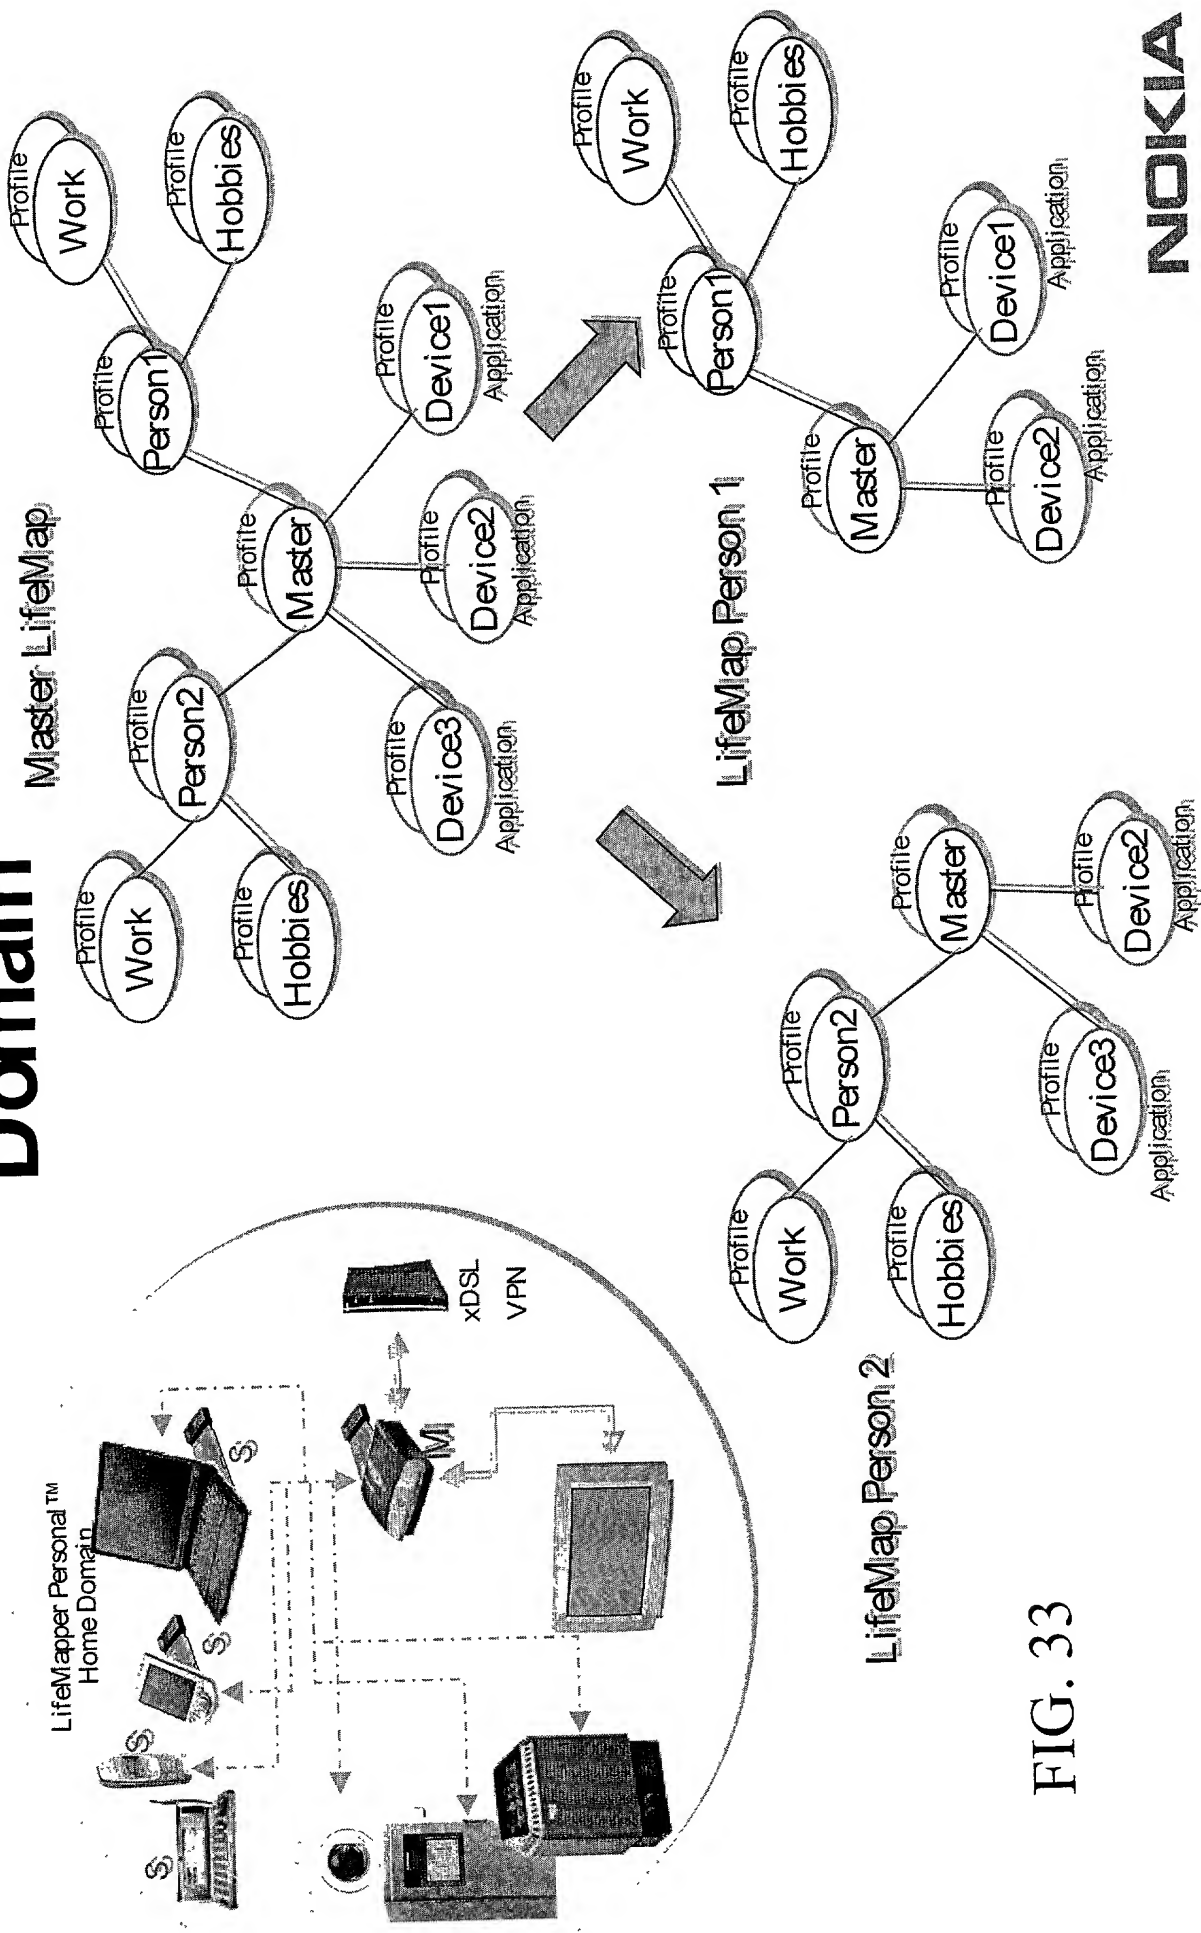 Domain
LifeMapper Personal™
Home Domain
S
S
S
S
M
xDSL
VPN
Master LifeMap
Profile
Work
Profile
Hobbies
Profile
Person2
Profile
Master
Profile
Person1
Profile
Work
Profile
Hobbies
Profile
Device3
Application
Profile
Device2
Application
Profile
Device1
Application
LifeMap Person 2
Profile
Work
Profile
Hobbies
Profile
Person2
Profile
Master
Profile
Device3
Application
Profile
Device2
Application
LifeMap Person 1
Profile
Master
Profile
Person1
Profile
Work
Profile
Hobbies
Profile
Device2
Application
Profile
Device1
Application
FIG. 33
NOKIA